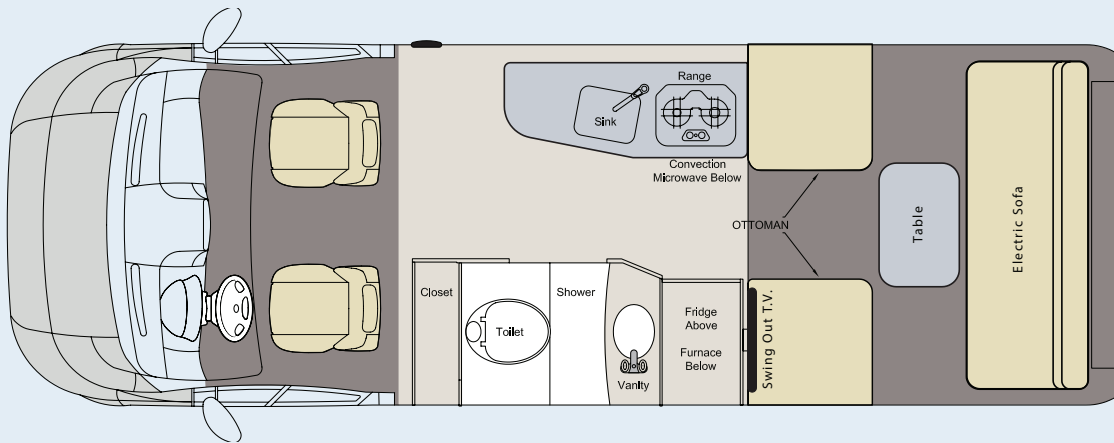 Range
Sink
Convection
Microwave Below
OTTOMAN
Table
Electric Sofa
Closet
Toilet
Shower
Vanity
Fridge
Above
Furnace
Below
Swing Out T.V.